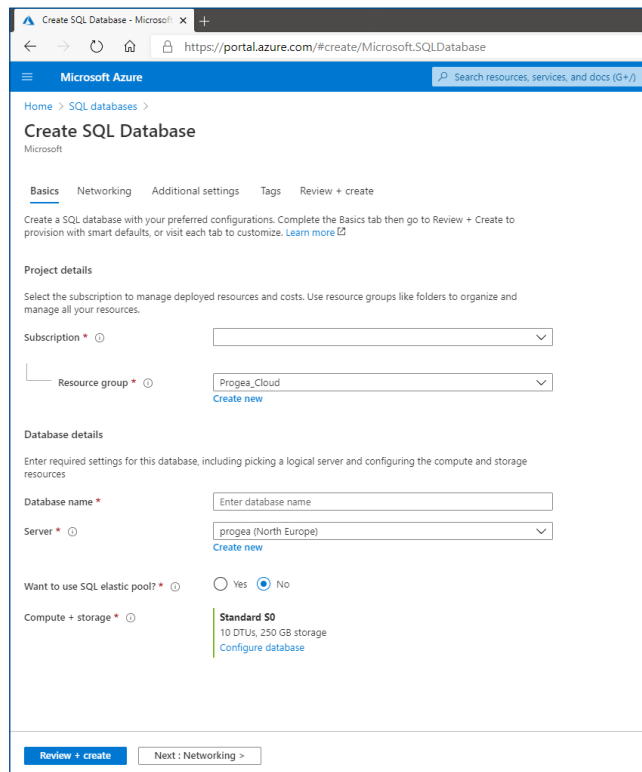 Create SQL Database - Microsoft
https://portal.azure.com/#create/Microsoft.SQLDatabase
Microsoft Azure
Search resources, services, and docs (G+/)
Home > SQL databases >
Create SQL Database
Microsoft
Basics Networking Additional settings Tags Review + create
Create a SQL database with your preferred configurations. Complete the Basics tab then go to Review + Create to
provision with smart defaults, or visit each tab to customize. Learn more
Project details
Select the subscription to manage deployed resources and costs. Use resource groups like folders to organize and
manage all your resources.
Subscription *
Resource group * Progea_Cloud
Create new
Database details
Enter required settings for this database, including picking a logical server and configuring the compute and storage
resources
Database name * Enter database name
Server * progea (North Europe)
Create new
Want to use SQL elastic pool? * Yes No
Compute + storage * Standard S0
10 DTUs, 250 GB storage
Configure database
Review + create Next : Networking >